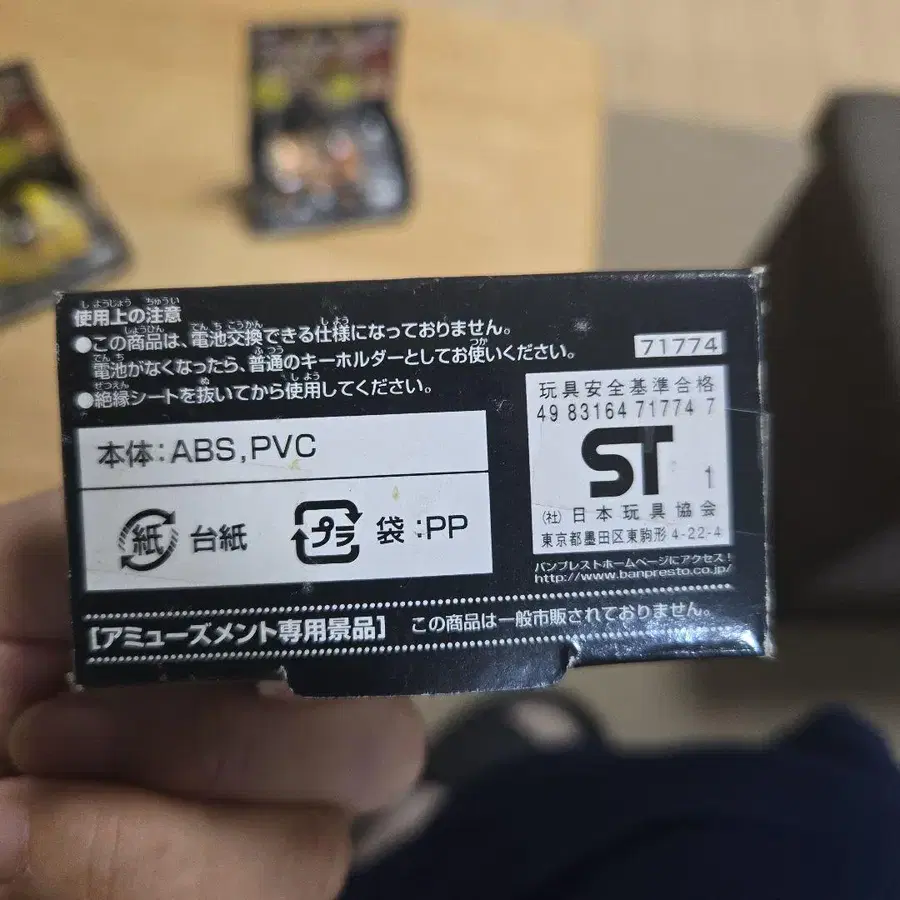 使用上の注意
●この商品は、電池交換できる仕様になっておりません。
電池がなくなったら、普通のキーホルダーとしてお使いください。
●絶縁シートを抜いてから使用してください。
本体:ABS,PVC
紙 台紙 プラ 袋:PP
71774
玩具安全基準合格
49 83164 71774 7
ST 1
(社)日本玩具協会
東京都墨田区東駒形 4-22-4
バンプレストホームページにアクセス!
http://www.banpresto.co.jp/
[アミューズメント専用景品] この商品は一般市販されておりません。